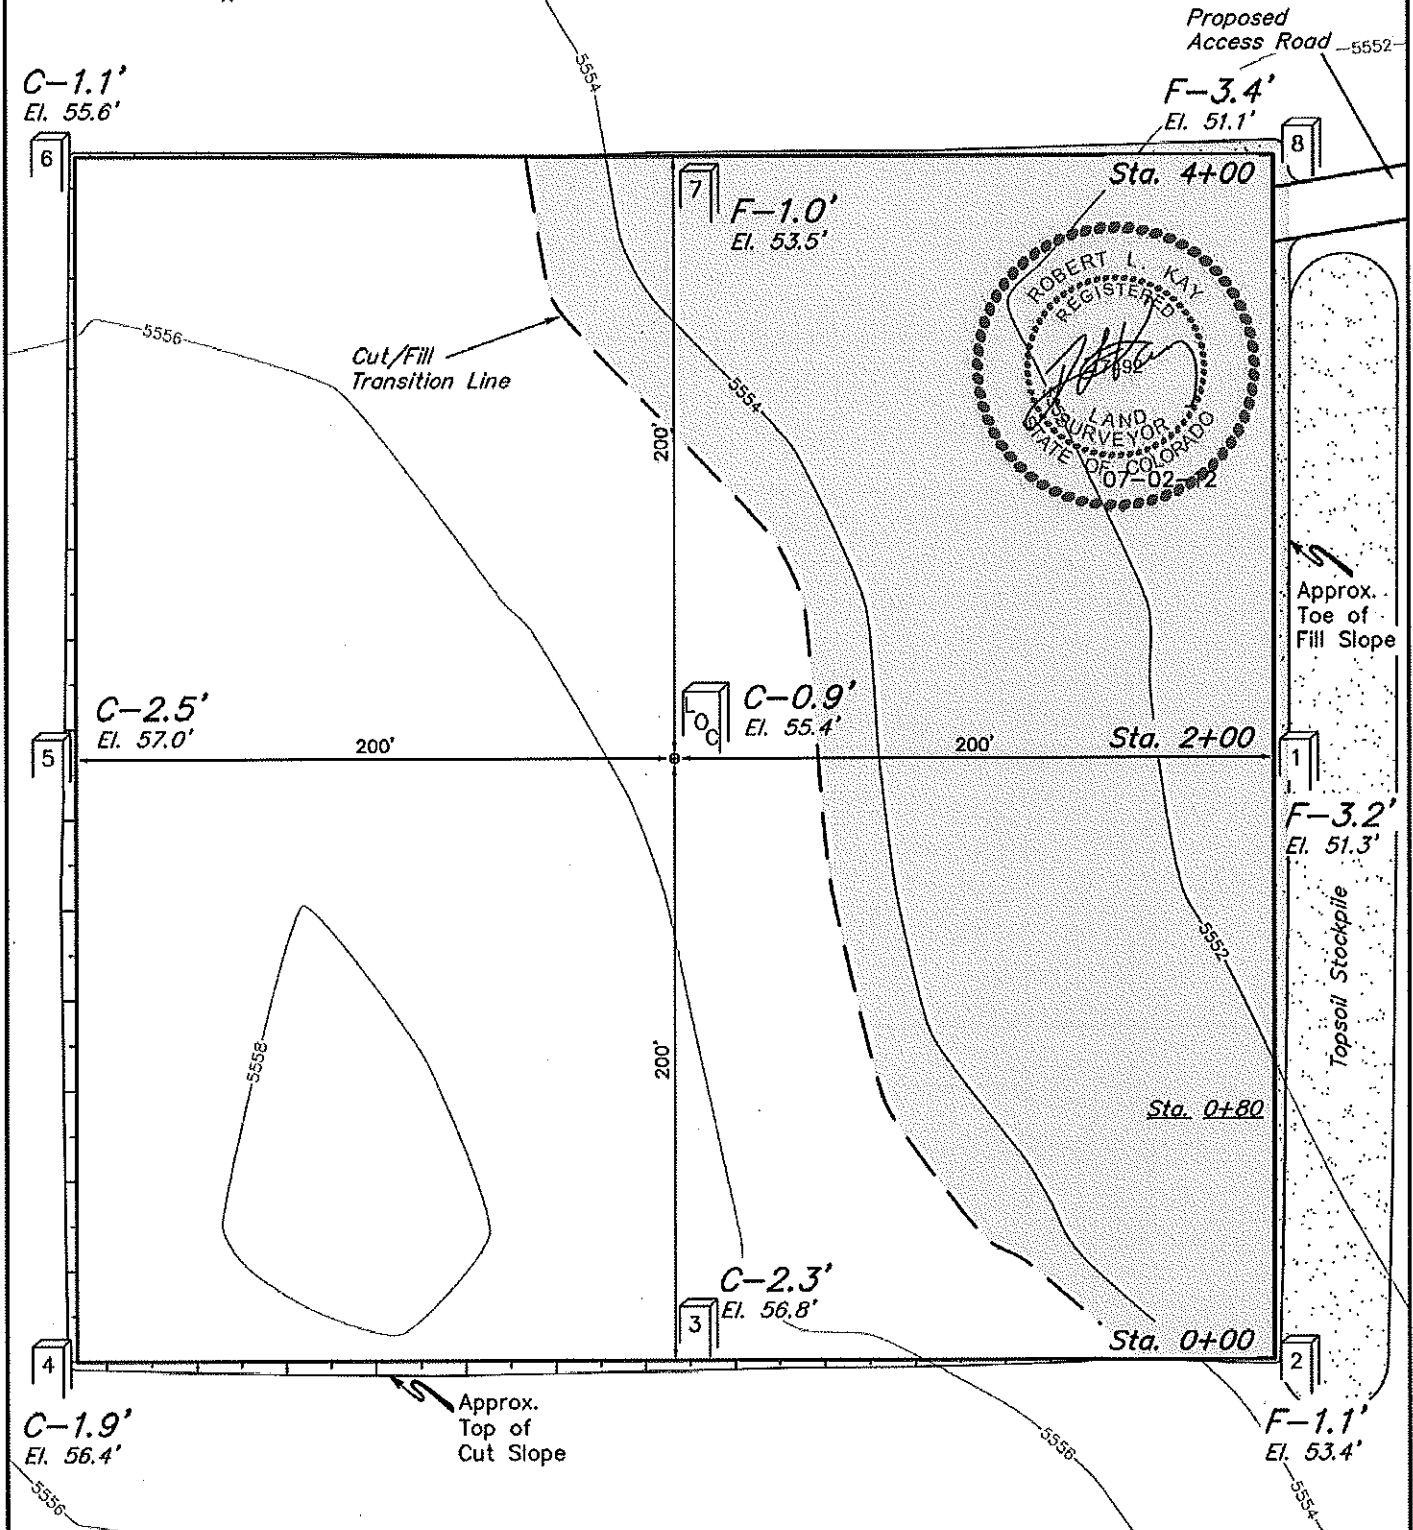 Proposed
Access Road
5552
5554
C-1.1'
El. 55.6'
F-3.4'
El. 51.1'
6
8
7
Sta. 4+00
F-1.0'
El. 53.5'
ROBERT L. KAY
REGISTERED
LAND
SURVEYOR
STATE OF COLORADO
07-02-12
5556
Cut/Fill
Transition Line
5554
200'
Approx.
Toe of
Fill Slope
C-2.5'
El. 57.0'
LOC
C-0.9'
El. 55.4'
5
200'
200'
Sta. 2+00
1
F-3.2'
El. 51.3'
Topsoil Stockpile
5552
5558
200'
Sta. 0+80
C-2.3'
El. 56.8'
3
Sta. 0+00
4
2
C-1.9'
El. 56.4'
Approx.
Top of
Cut Slope
F-1.1'
El. 53.4'
5556
5556
5554